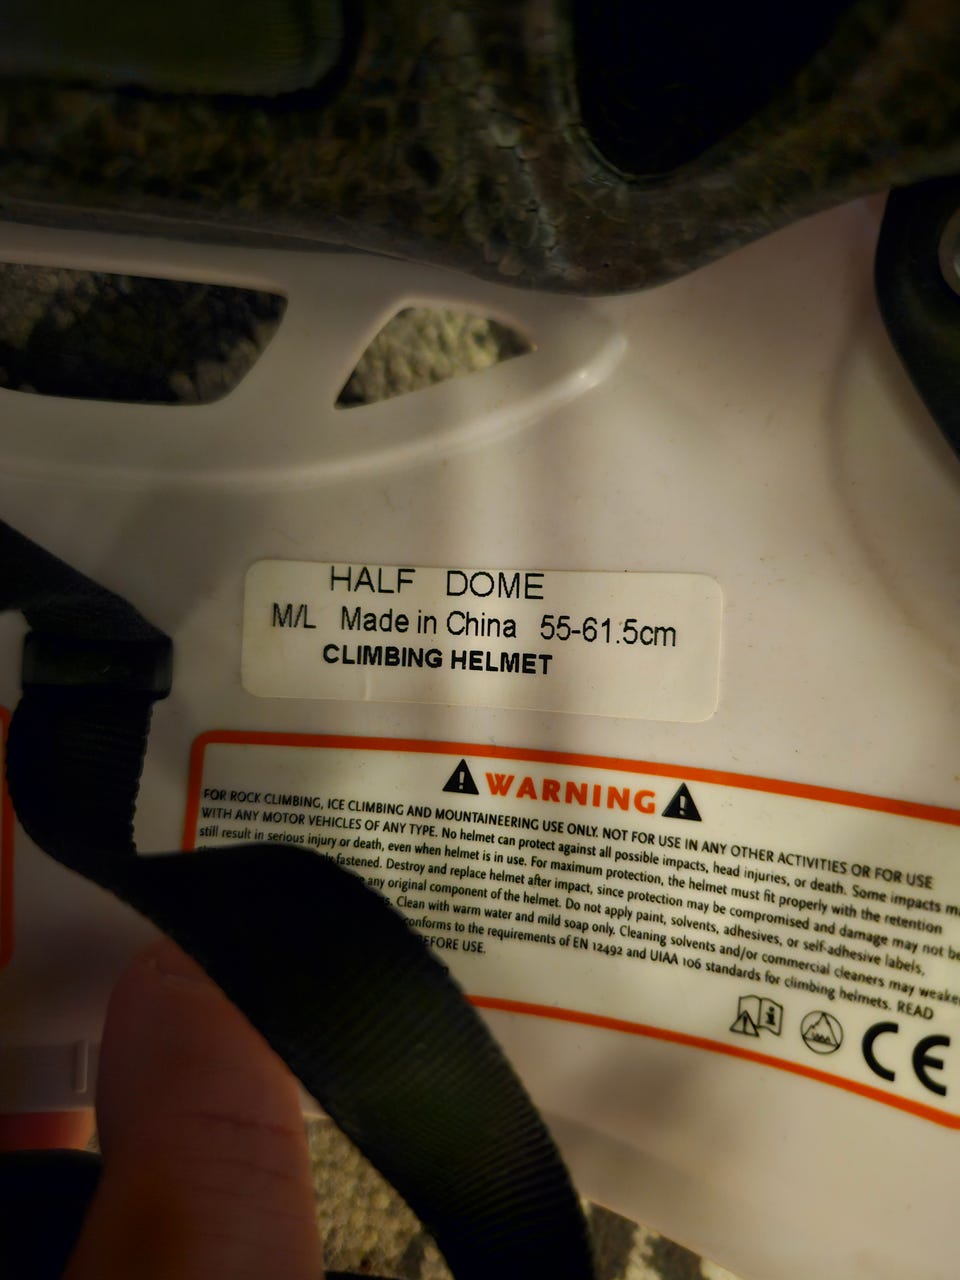 HALF DOME
M/L Made in China 55-61.5cm
CLIMBING HELMET
WARNING
FOR ROCK CLIMBING, ICE CLIMBING AND MOUNTAINEERING USE ONLY. NOT FOR USE IN ANY OTHER ACTIVITIES OR FOR USE
WITH ANY MOTOR VEHICLES OF ANY TYPE. No helmet can protect against all possible impacts, head injuries, or death. Some impacts
still result in serious injury or death, even when helmet is in use. For maximum protection, the helmet must fit properly with the retention
fastened. Destroy and replace helmet after impact, since protection may be compromised and damage may not be
any original component of the helmet. Do not apply paint, solvents, adhesives, or self-adhesive labels,
Clean with warm water and mild soap only. Cleaning solvents and/or commercial cleaners may weake
conforms to the requirements of EN 12492 and UIAA 106 standards for climbing helmets. READ
BEFORE USE.
CE